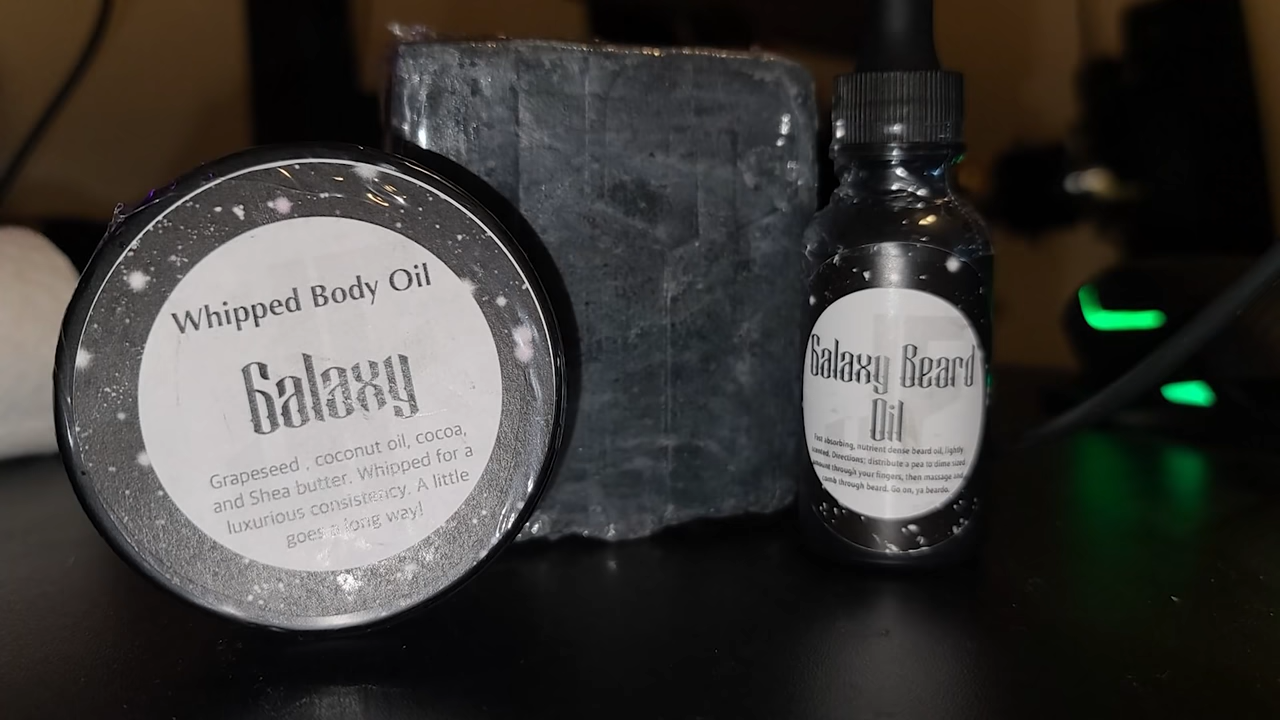 Whipped Body Oil
Galaxy
Grapeseed , coconut oil, cocoa,
and Shea butter. Whipped for a
luxurious consistency. A little
goes a long way!
Galaxy Beard
Oil
Fast absorbing, nutrient dense beard oil, lightly
scented. Directions: distribute a pea to dime sized
amount through your fingers, then massage and
comb through beard. Go on, ya beardo.